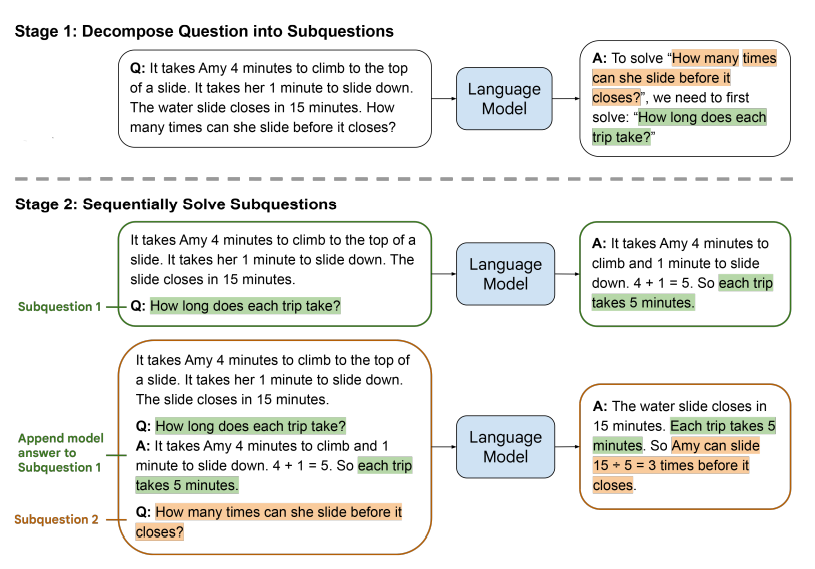 Stage 1: Decompose Question into Subquestions
Q: It takes Amy 4 minutes to climb to the top
of a slide. It takes her 1 minute to slide down.
The water slide closes in 15 minutes. How
many times can she slide before it closes?
Language
Model
A: To solve “How many times
can she slide before it
closes?”, we need to first
solve: “How long does each
trip take?”
Stage 2: Sequentially Solve Subquestions
It takes Amy 4 minutes to climb to the top of a
slide. It takes her 1 minute to slide down. The
slide closes in 15 minutes.
Subquestion 1
Q: How long does each trip take?
Language
Model
A: It takes Amy 4 minutes to
climb and 1 minute to slide
down. 4 + 1 = 5. So each trip
takes 5 minutes.
It takes Amy 4 minutes to climb to the top of
a slide. It takes her 1 minute to slide down.
The slide closes in 15 minutes.
Q: How long does each trip take?
Append model
answer to
Subquestion 1
A: It takes Amy 4 minutes to climb and 1
minute to slide down. 4 + 1 = 5. So each trip
takes 5 minutes.
Subquestion 2
Q: How many times can she slide before it
closes?
Language
Model
A: The water slide closes in
15 minutes. Each trip takes 5
minutes. So Amy can slide
15 ÷ 5 = 3 times before it
closes.